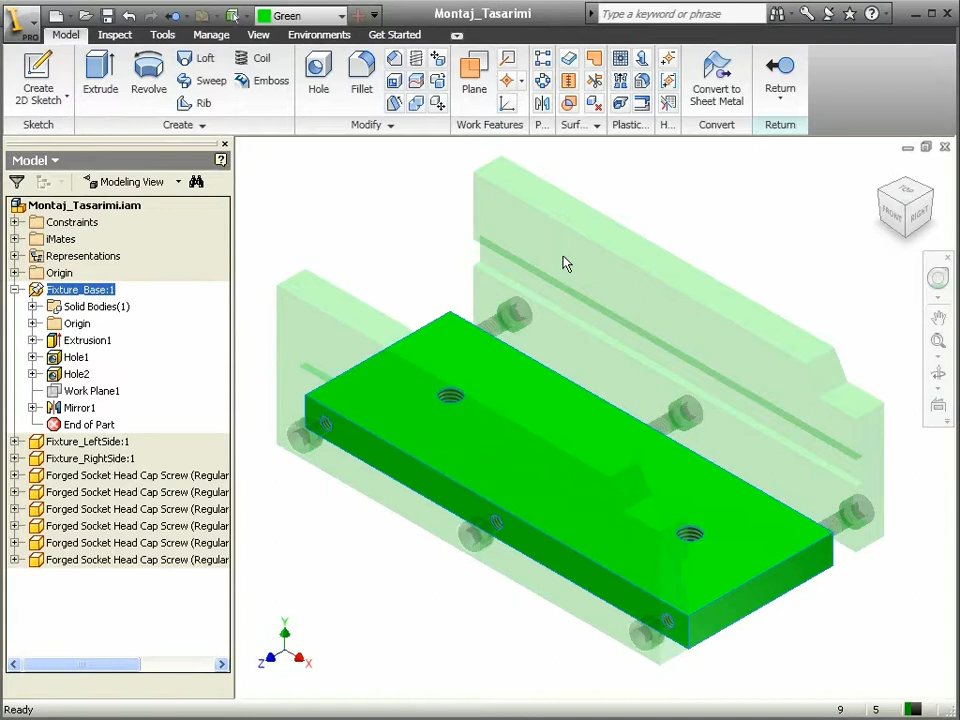 Green
Montaj_Tasarimi
Type a keyword or phrase
PRO
Model
Inspect
Tools
Manage
View
Environments
Get Started
Create
2D Sketch
Extrude
Revolve
Loft
Sweep
Rib
Coil
Emboss
Hole
Fillet
Plane
Convert to
Sheet Metal
Return
Sketch
Create
Modify
Work Features
P...
Surf...
Plastic...
H...
Convert
Return
Model
Modeling View
Montaj_Tasarimi.iam
Constraints
iMates
Representations
Origin
Fixture_Base:1
Solid Bodies(1)
Origin
Extrusion1
Hole1
Hole2
Work Plane1
Mirror1
End of Part
Fixture_LeftSide:1
Fixture_RightSide:1
Forged Socket Head Cap Screw (Regular
Forged Socket Head Cap Screw (Regular
Forged Socket Head Cap Screw (Regular
Forged Socket Head Cap Screw (Regular
Forged Socket Head Cap Screw (Regular
Forged Socket Head Cap Screw (Regular
TOP
FRONT
RIGHT
Y
Z
X
Ready
9
5